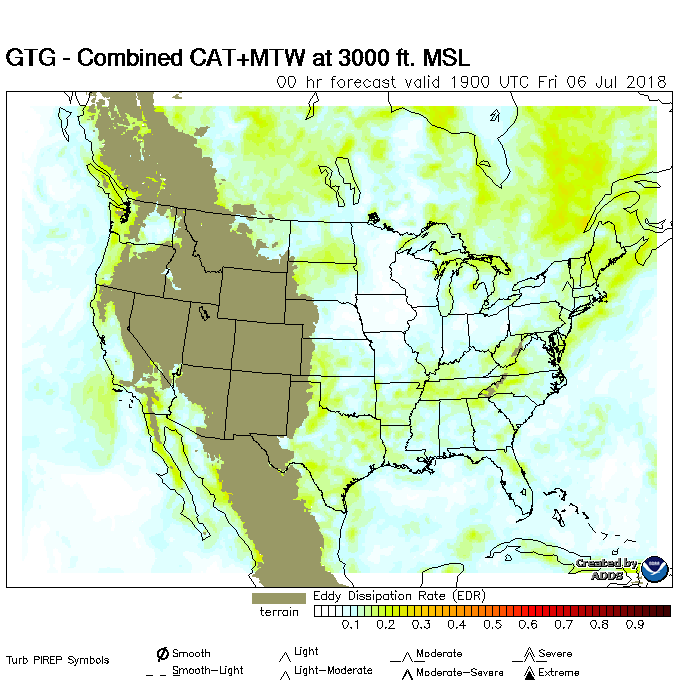 GTG - Combined CAT+MTW at 3000 ft. MSL
00 hr forecast valid 1900 UTC Fri 06 Jul 2018
Created by
ADDS
Eddy Dissipation Rate (EDR)
terrain
0.1 0.2 0.3 0.4 0.5 0.6 0.7 0.8 0.9
Turb PIREP Symbols
Smooth Light Moderate Severe
Smooth-Light Light-Moderate Moderate-Severe Extreme